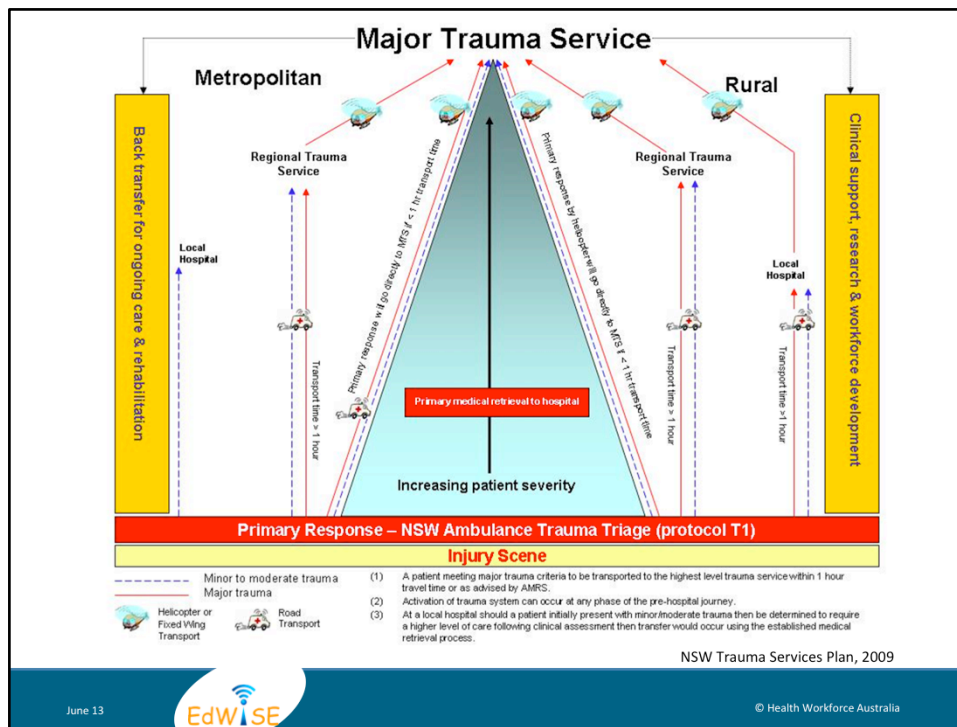 Major Trauma Service
Metropolitan
Rural
Back transfer for ongoing care & rehabilitation
Clinical support, research & workforce development
Regional Trauma
Service
Regional Trauma
Service
Local
Hospital
Local
Hospital
Primary response will go directly to MTS if < 1 hr transport time
Primary response by helicopter will go directly to MTS if < 1 hr transport time
Transport time > 1 hour
Transport time > 1 hour
Transport time >1 hour
Primary medical retrieval to hospital
Increasing patient severity
Primary Response – NSW Ambulance Trauma Triage (protocol T1)
Injury Scene
Minor to moderate trauma
Major trauma
Helicopter or
Fixed Wing
Transport
Road
Transport
(1) A patient meeting major trauma criteria to be transported to the highest level trauma service within 1 hour
travel time or as advised by AMRS.
(2) Activation of trauma system can occur at any phase of the pre-hospital journey.
(3) At a local hospital should a patient initially present with minor/moderate trauma then be determined to require
a higher level of care following clinical assessment then transfer would occur using the established medical
retrieval process.
NSW Trauma Services Plan, 2009
June 13
EdWISE
© Health Workforce Australia